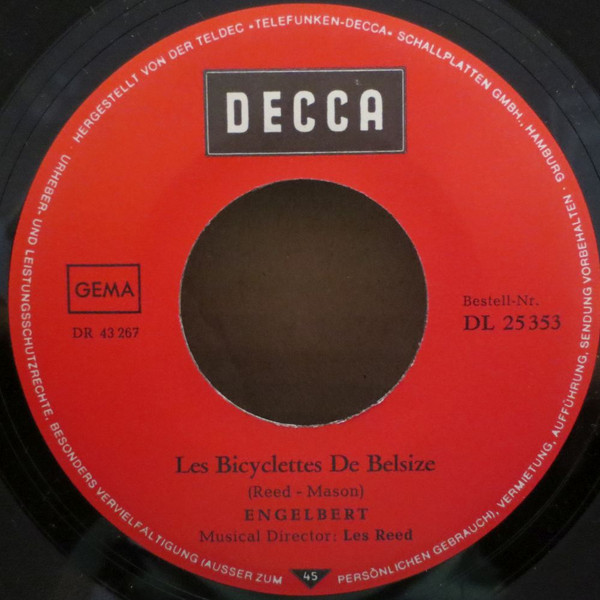 HERGESTELLT VON DER TELDEC »TELEFUNKEN-DECCA« SCHALLPLATTEN GMBH., HAMBURG ·
URHEBER- UND LEISTUNGSSCHUTZRECHTE, BESONDERS VERVIELFÄLTIGUNG (AUSSER ZUM PERSÖNLICHEN GEBRAUCH), VERMIETUNG, AUFFÜHRUNG, SENDUNG VORBEHALTEN ·
DECCA
GEMA
DR 43 267
Bestell-Nr.
DL 25 353
Les Bicyclettes De Belsize
(Reed - Mason)
ENGELBERT
Musical Director: Les Reed
45